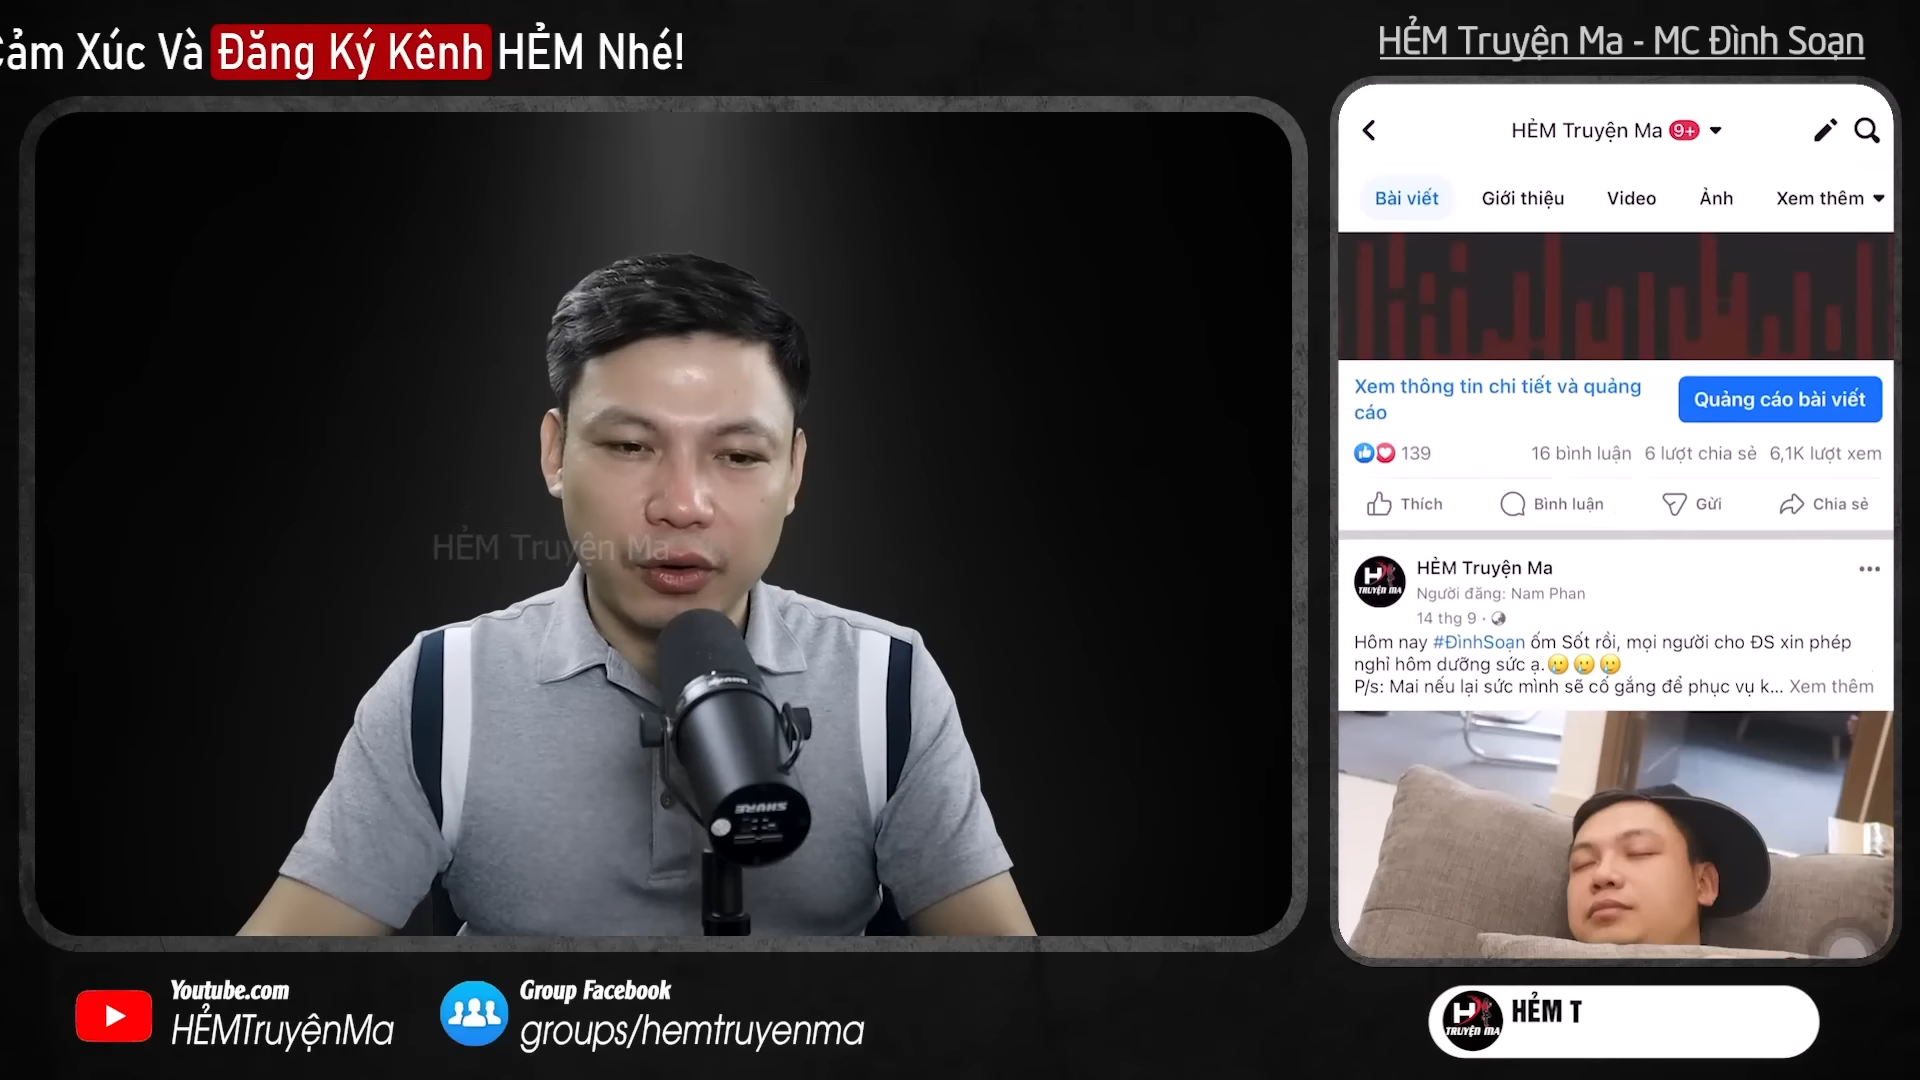 Cảm Xúc Và Đăng Ký Kênh HẺM Nhé!
HẺM Truyện Ma - MC Đình Soạn
HẺM Truyện Ma 9+
Bài viết Giới thiệu Video Ảnh Xem thêm
Xem thông tin chi tiết và quảng
cáo
Quảng cáo bài viết
139 16 bình luận 6 lượt chia sẻ 6,1K lượt xem
Thích Bình luận Gửi Chia sẻ
HẺM Truyện Ma
Người đăng: Nam Phan
14 thg 9 ·
Hôm nay #ĐìnhSoạn ốm Sốt rồi, mọi người cho ĐS xin phép
nghỉ hôm dưỡng sức ạ.🥲🥲🥲
P/s: Mai nếu lại sức mình sẽ cố gắng để phục vụ k... Xem thêm
HẺM Truyện Ma
SHURE
Youtube.com
HẺMTruyệnMa
Group Facebook
groups/hemtruyenma
H TRUYỆN MA
HẺM T